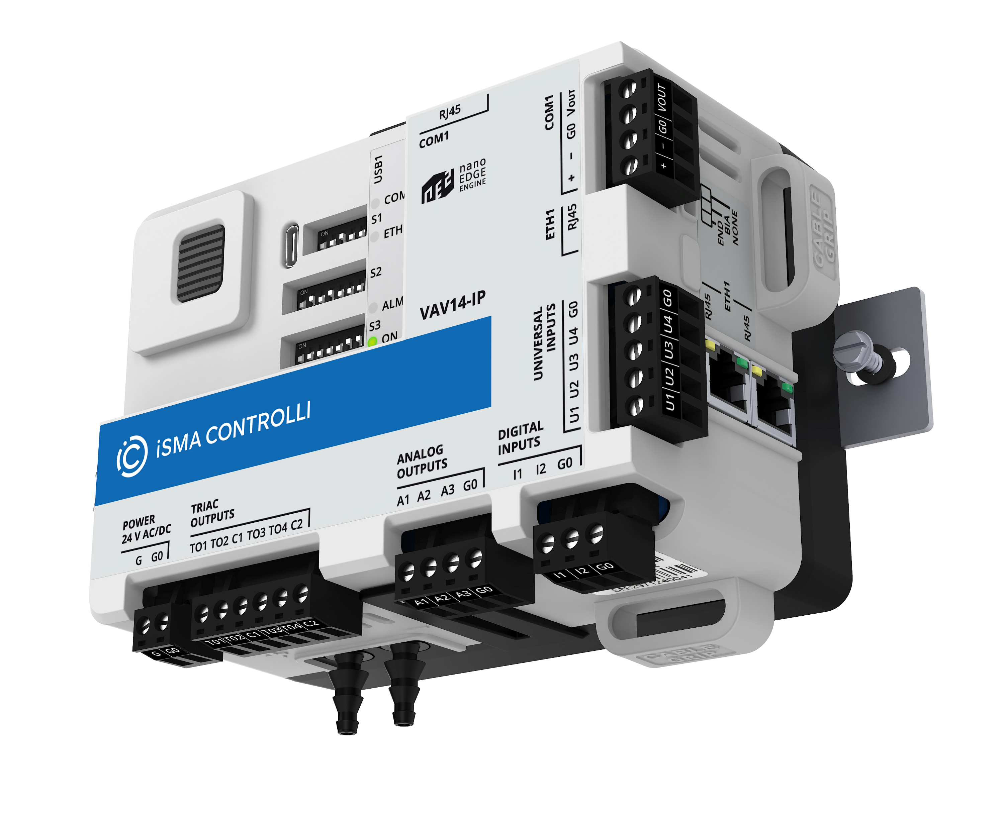 RJ45
COM1
nano
EDGE
ENGINE
VAV14-IP
USB1
COM
S1
ETH
S2
ALM
S3
ON
ON
ON
ON
COM1
+ − G0 VOUT
ETH1
RJ45
UNIVERSAL
INPUTS
U1 U2 U3 U4 G0
iSMA CONTROLLI
POWER
24 V AC/DC
G G0
TRIAC
OUTPUTS
TO1 TO2 C1 TO3 TO4 C2
ANALOG
OUTPUTS
A1 A2 A3 G0
DIGITAL
INPUTS
I1 I2 G0
+ − G0 VOUT
U1 U2 U3 U4 G0
END
BIA
NONE
RJ45
ETH1
RJ45
CABLE
GRIP
G G0
TO1 TO2 C1 TO3 TO4 C2
A1 A2 A3 G0
I1 I2 G0
SN:2971240041
CABLE
GRIP